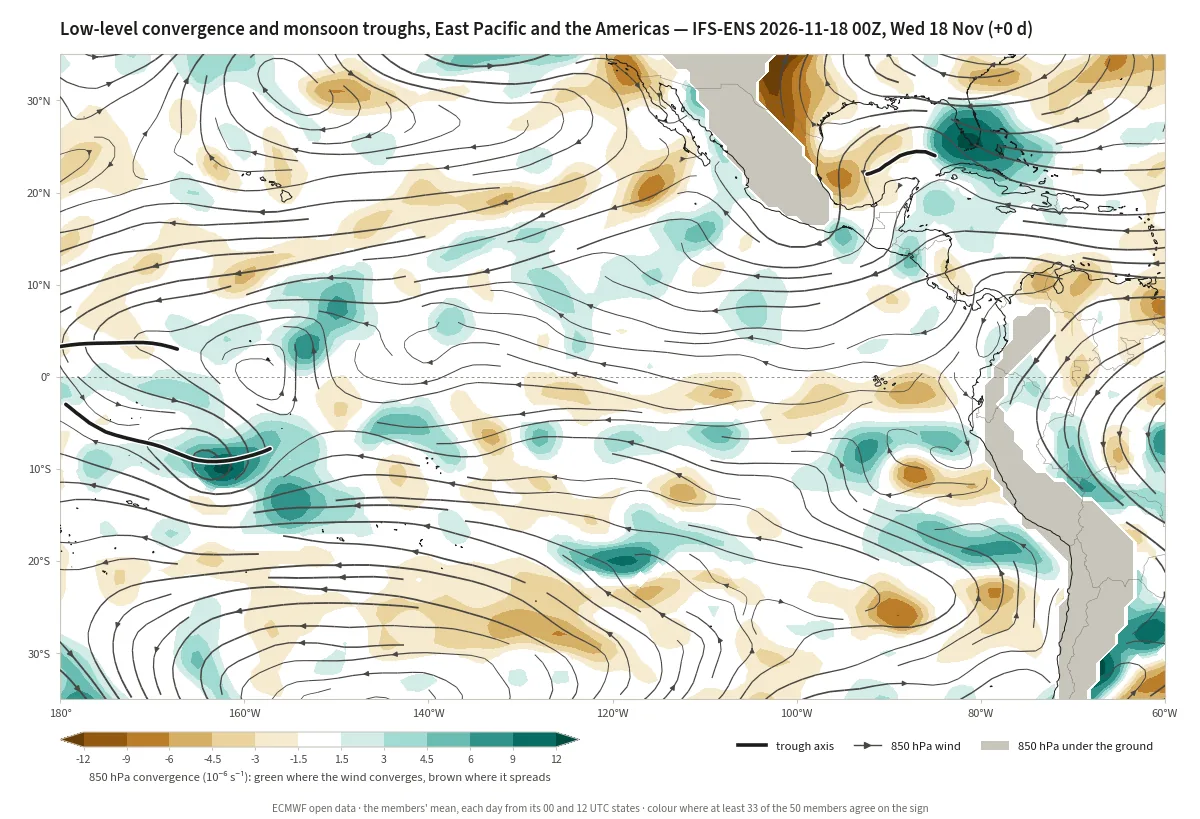 Low-level convergence and monsoon troughs, East Pacific and the Americas — IFS-ENS 2026-11-18 00Z, Wed 18 Nov (+0 d)
30°N
20°N
10°N
0°
10°S
20°S
30°S
180° 160°W 140°W 120°W 100°W 80°W 60°W
-12 -9 -6 -4.5 -3 -1.5 1.5 3 4.5 6 9 12
850 hPa convergence (10⁻⁶ s⁻¹): green where the wind converges, brown where it spreads
trough axis 850 hPa wind 850 hPa under the ground
ECMWF open data · the members' mean, each day from its 00 and 12 UTC states · colour where at least 33 of the 50 members agree on the sign